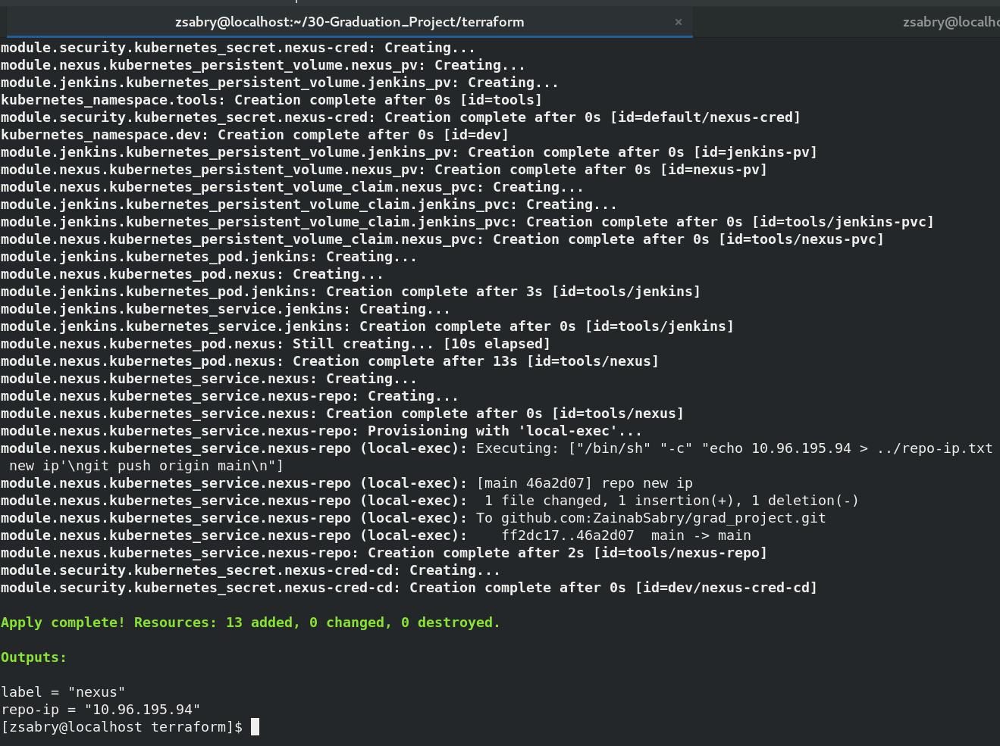 zsabry@localhost:~/30-Graduation_Project/terraform
×
zsabry@localho
module.security.kubernetes_secret.nexus-cred: Creating...
module.nexus.kubernetes_persistent_volume.nexus_pv: Creating...
module.jenkins.kubernetes_persistent_volume.jenkins_pv: Creating...
kubernetes_namespace.tools: Creation complete after 0s [id=tools]
module.security.kubernetes_secret.nexus-cred: Creation complete after 0s [id=default/nexus-cred]
kubernetes_namespace.dev: Creation complete after 0s [id=dev]
module.jenkins.kubernetes_persistent_volume.jenkins_pv: Creation complete after 0s [id=jenkins-pv]
module.nexus.kubernetes_persistent_volume.nexus_pv: Creation complete after 0s [id=nexus-pv]
module.nexus.kubernetes_persistent_volume_claim.nexus_pvc: Creating...
module.jenkins.kubernetes_persistent_volume_claim.jenkins_pvc: Creating...
module.jenkins.kubernetes_persistent_volume_claim.jenkins_pvc: Creation complete after 0s [id=tools/jenkins-pvc]
module.nexus.kubernetes_persistent_volume_claim.nexus_pvc: Creation complete after 0s [id=tools/nexus-pvc]
module.jenkins.kubernetes_pod.jenkins: Creating...
module.nexus.kubernetes_pod.nexus: Creating...
module.jenkins.kubernetes_pod.jenkins: Creation complete after 3s [id=tools/jenkins]
module.jenkins.kubernetes_service.jenkins: Creating...
module.jenkins.kubernetes_service.jenkins: Creation complete after 0s [id=tools/jenkins]
module.nexus.kubernetes_pod.nexus: Still creating... [10s elapsed]
module.nexus.kubernetes_pod.nexus: Creation complete after 13s [id=tools/nexus]
module.nexus.kubernetes_service.nexus: Creating...
module.nexus.kubernetes_service.nexus-repo: Creating...
module.nexus.kubernetes_service.nexus: Creation complete after 0s [id=tools/nexus]
module.nexus.kubernetes_service.nexus-repo: Provisioning with 'local-exec'...
module.nexus.kubernetes_service.nexus-repo (local-exec): Executing: ["/bin/sh" "-c" "echo 10.96.195.94 > ../repo-ip.txt
 new ip'\ngit push origin main\n"]
module.nexus.kubernetes_service.nexus-repo (local-exec): [main 46a2d07] repo new ip
module.nexus.kubernetes_service.nexus-repo (local-exec):  1 file changed, 1 insertion(+), 1 deletion(-)
module.nexus.kubernetes_service.nexus-repo (local-exec): To github.com:ZainabSabry/grad_project.git
module.nexus.kubernetes_service.nexus-repo (local-exec):    ff2dc17..46a2d07  main -> main
module.nexus.kubernetes_service.nexus-repo: Creation complete after 2s [id=tools/nexus-repo]
module.security.kubernetes_secret.nexus-cred-cd: Creating...
module.security.kubernetes_secret.nexus-cred-cd: Creation complete after 0s [id=dev/nexus-cred-cd]
Apply complete! Resources: 13 added, 0 changed, 0 destroyed.
Outputs:
label = "nexus"
repo-ip = "10.96.195.94"
[zsabry@localhost terraform]$